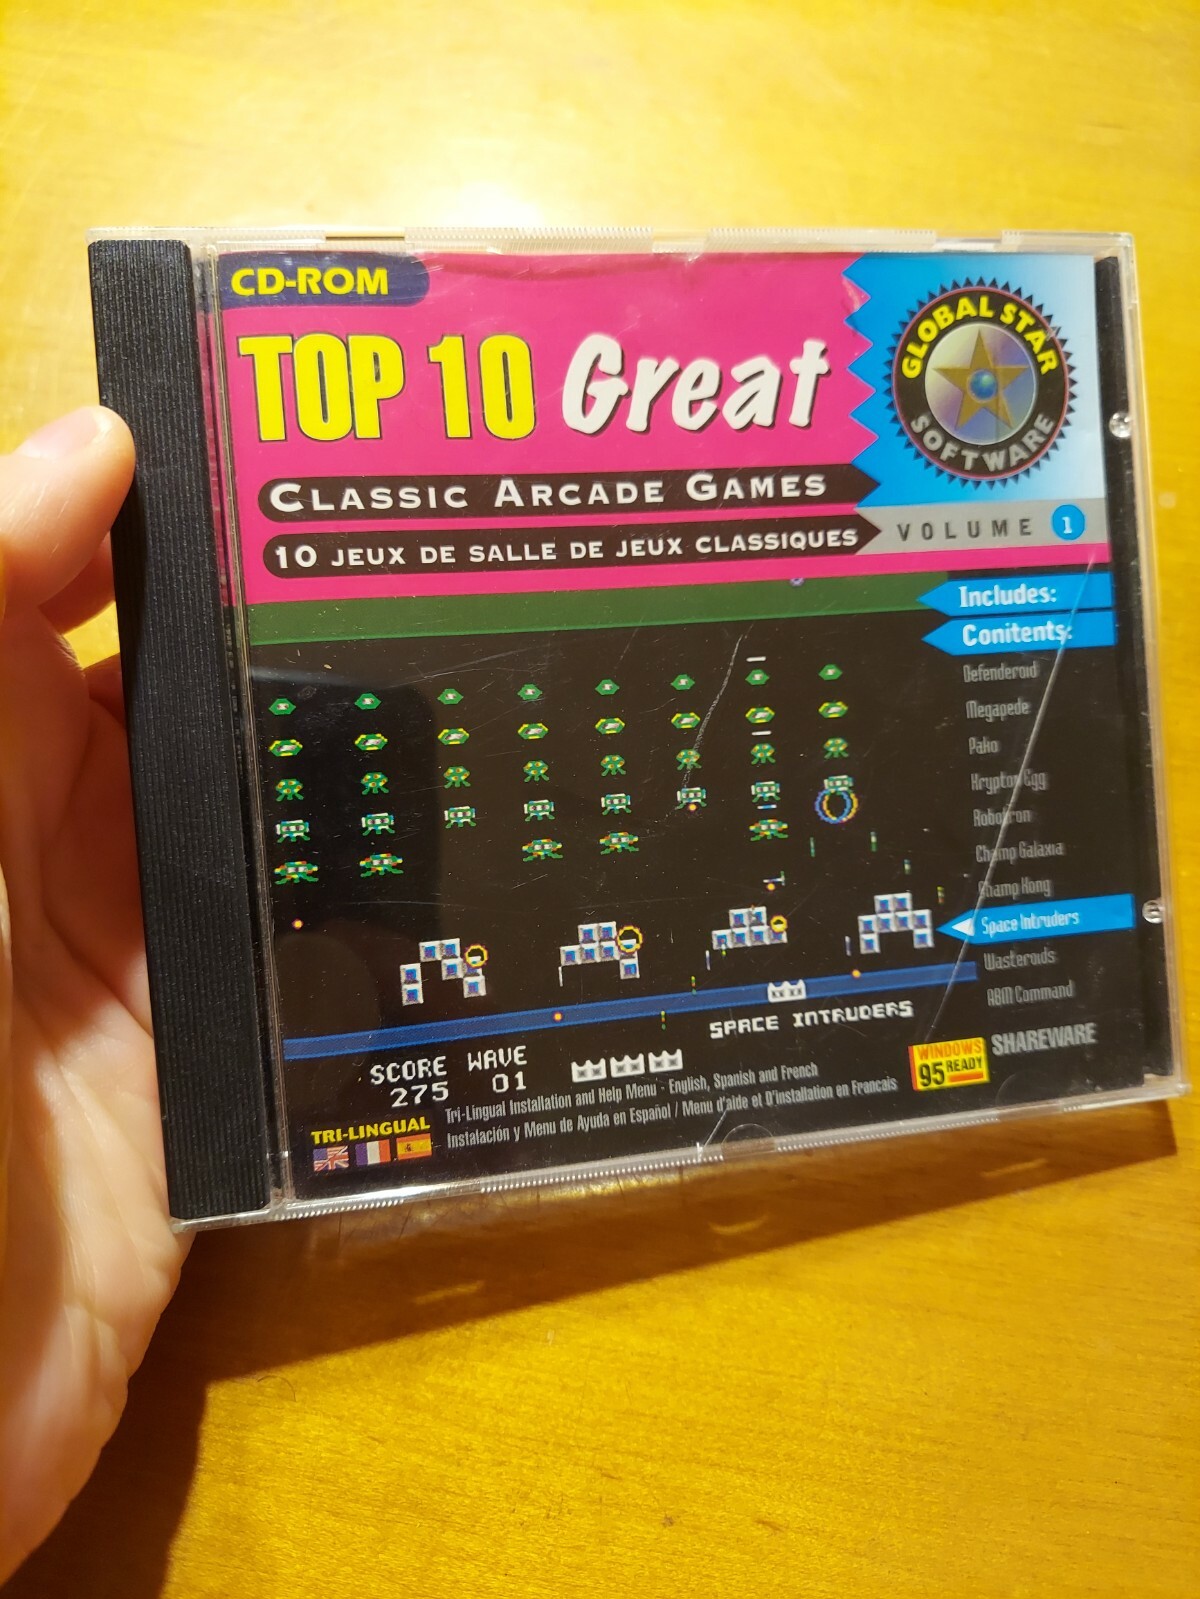 CD-ROM
TOP 10 Great
CLASSIC ARCADE GAMES
10 JEUX DE SALLE DE JEUX CLASSIQUES
GLOBAL STAR
SOFTWARE
VOLUME 1
Includes:
Conitents:
Defenderoid
Megapede
Pako
Krypton Egg
Robotron
Champ Galaxia
Champ Kong
Space Intruders
Wasteroids
ABM Command
SPACE INTRUDERS
SCORE WAVE
275 01
WINDOWS
95 READY
SHAREWARE
TRI-LINGUAL
Tri-Lingual Installation and Help Menu - English, Spanish and French
Instalación y Menu de Ayuda en Español / Menu d'aide et D'installation en Francais